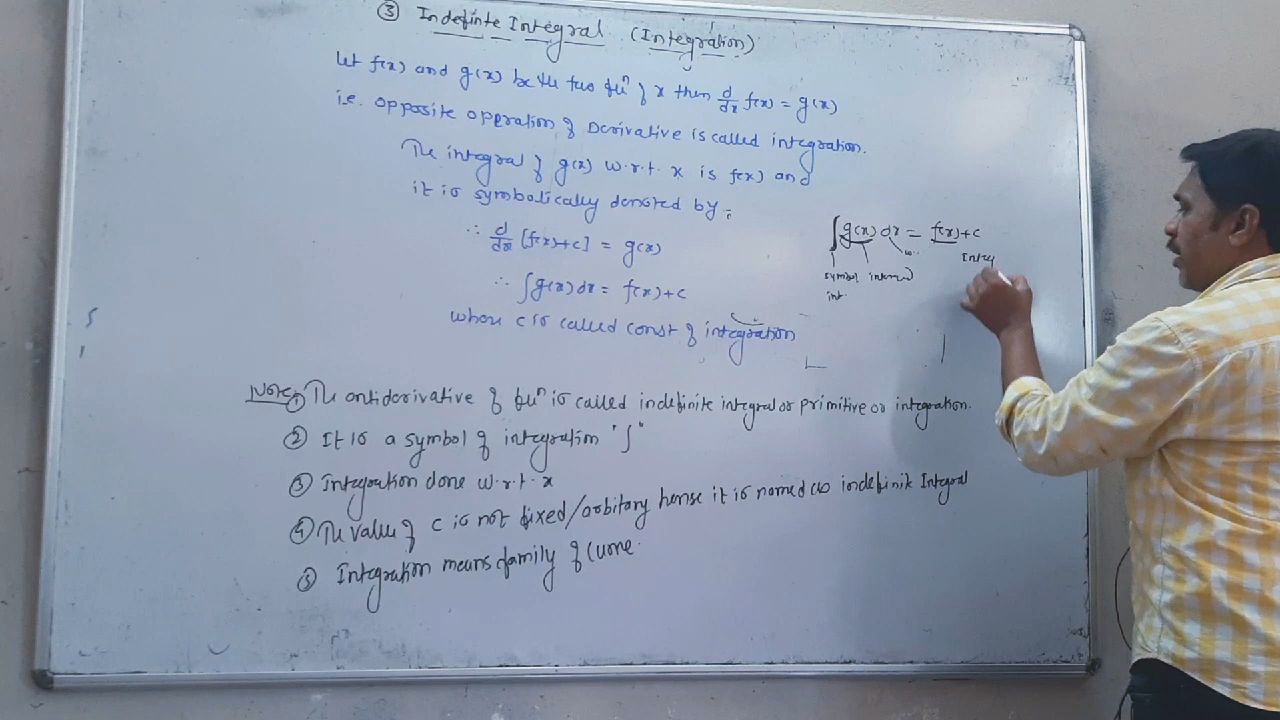 ③ Indefinte Integral (Integration)
Let f(x) and g(x) be the two fuⁿ of x then d/dx f(x) = g(x)
i.e. opposite operation of Derivative is called integration.
The integral of g(x) w.r.t. x is f(x) and
it is symbolically denoted by;
∴ d/dx [f(x)+c] = g(x)
∴ ∫g(x)dx = f(x)+c
where c is called const of integration
∫g(x) dx = f(x)+c
symbol
int.
Integ
Note: ① The antiderivative of fuⁿ is called indefinite integral or primitive or integration.
② It is a symbol of integration "∫"
③ Integration done w.r.t. x
④ The value of c is not fixed/orbitary hense it is named as indefinite Integral
⑤ Integration means family of curve.